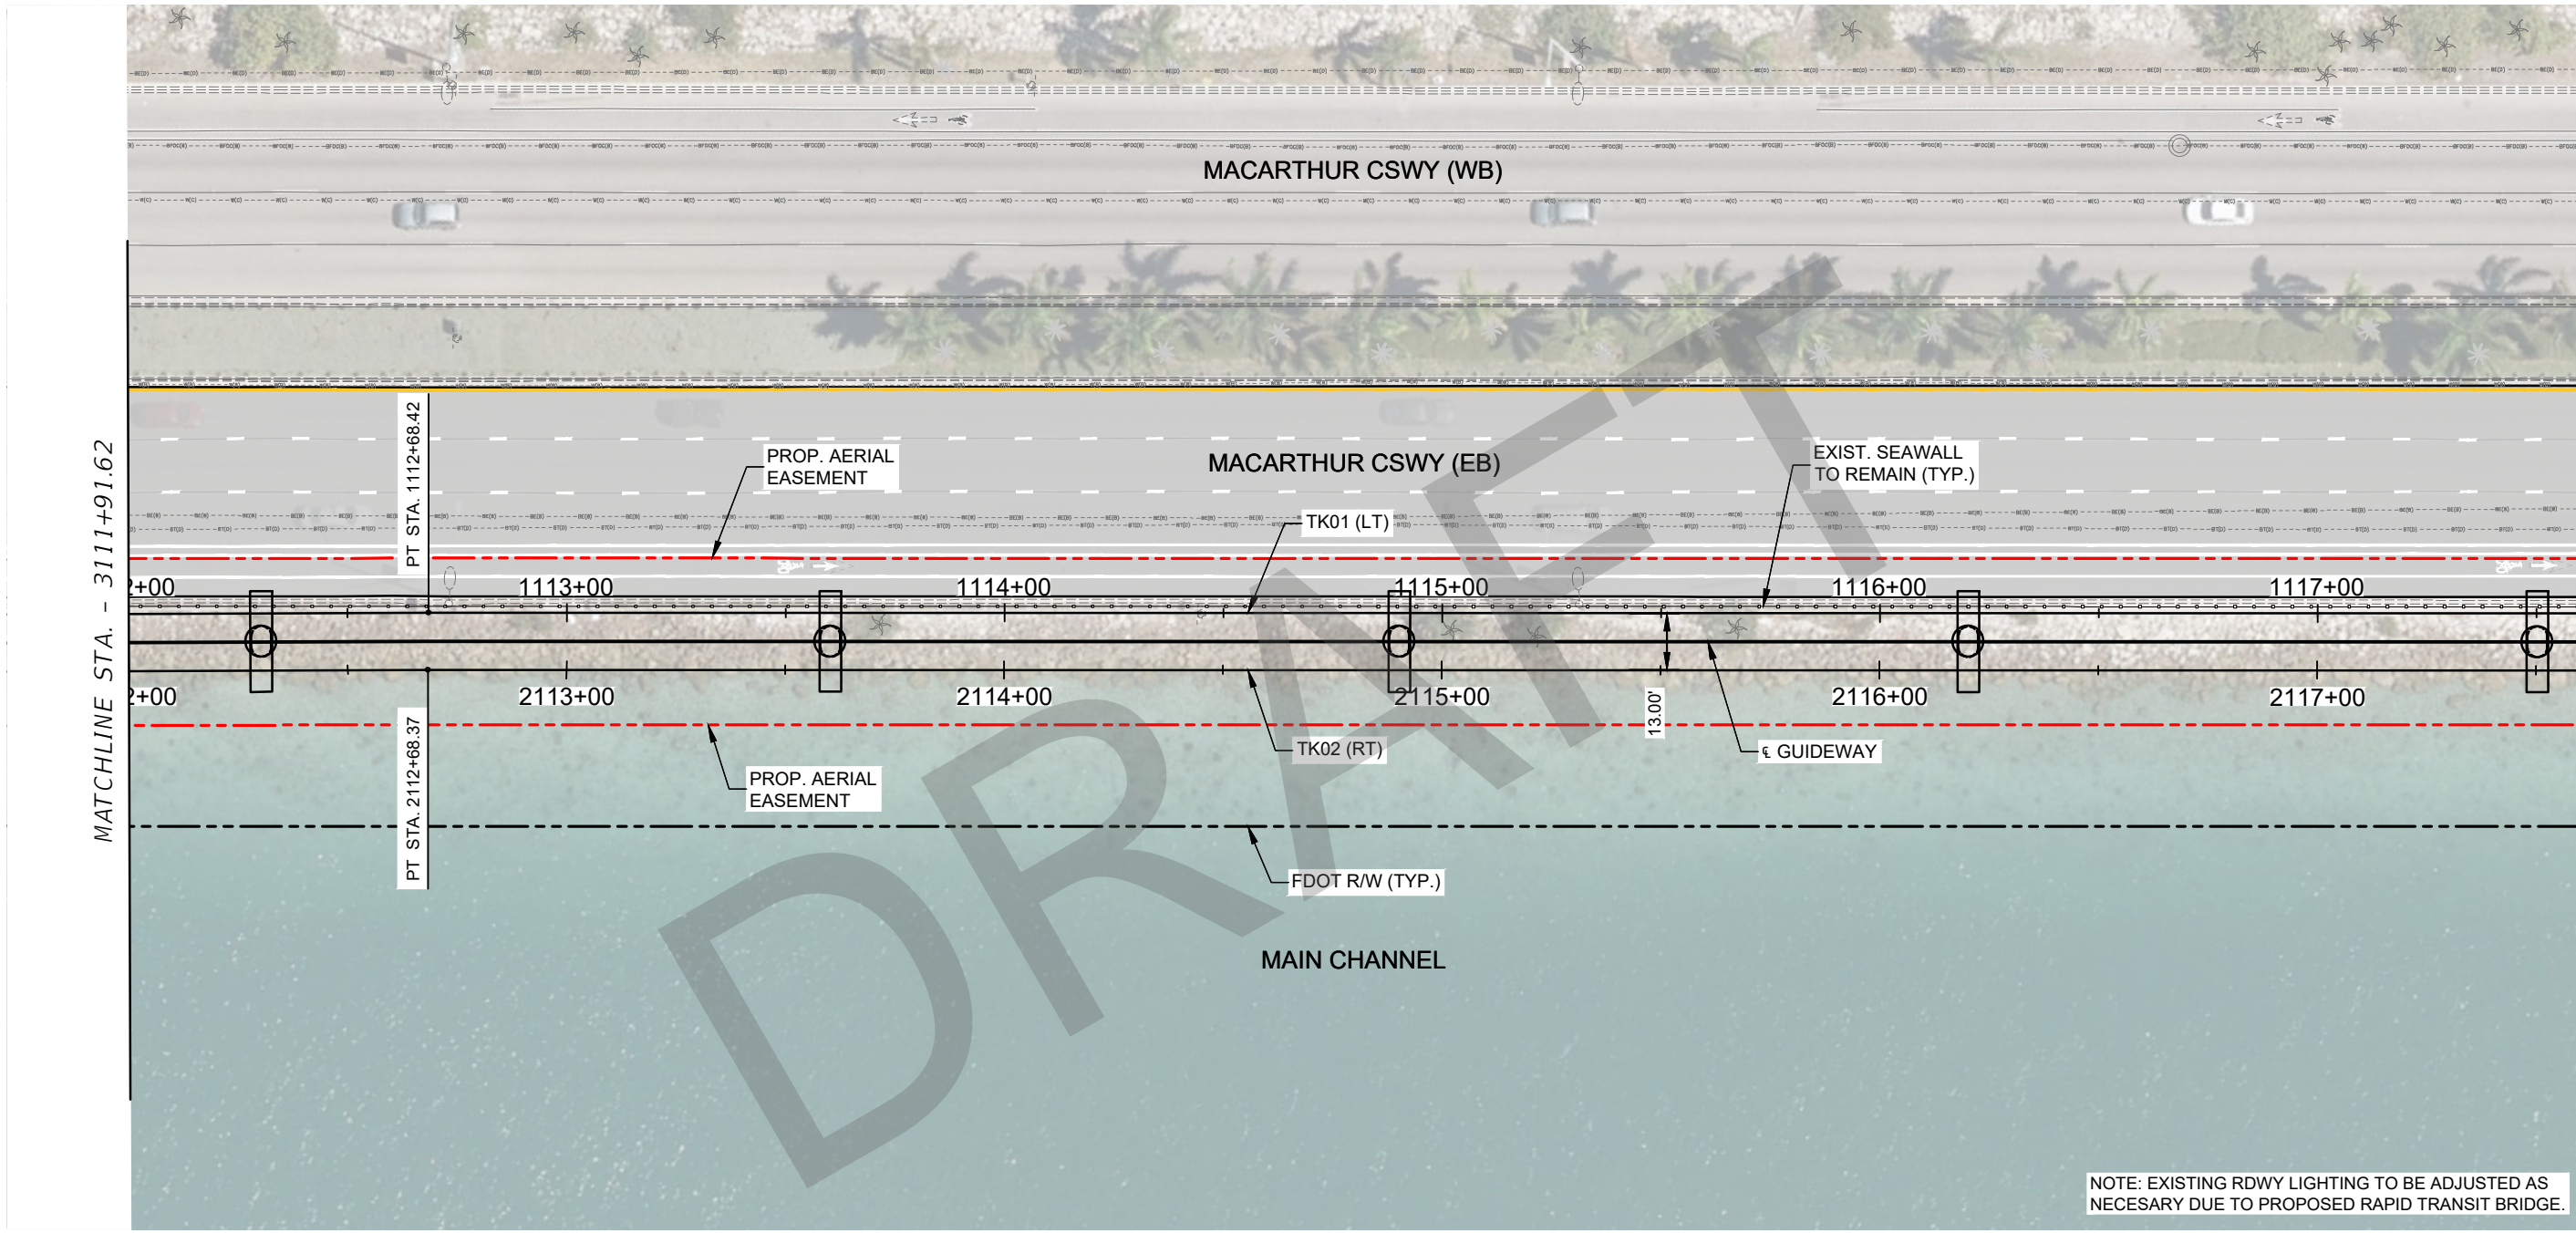 MACARTHUR CSWY (WB)
MATCHLINE STA. - 3111+91.62
PT STA. 1112+68.42
PROP. AERIAL
EASEMENT
MACARTHUR CSWY (EB)
EXIST. SEAWALL
TO REMAIN (TYP.)
TK01 (LT)
2+00
1113+00
1114+00
1115+00
1116+00
1117+00
2+00
2113+00
2114+00
2115+00
2116+00
2117+00
13.00'
PT STA. 2112+68.37
TK02 (RT)
℄ GUIDEWAY
PROP. AERIAL
EASEMENT
FDOT R/W (TYP.)
MAIN CHANNEL
DRAFT
NOTE: EXISTING RDWY LIGHTING TO BE ADJUSTED AS
NECESARY DUE TO PROPOSED RAPID TRANSIT BRIDGE.